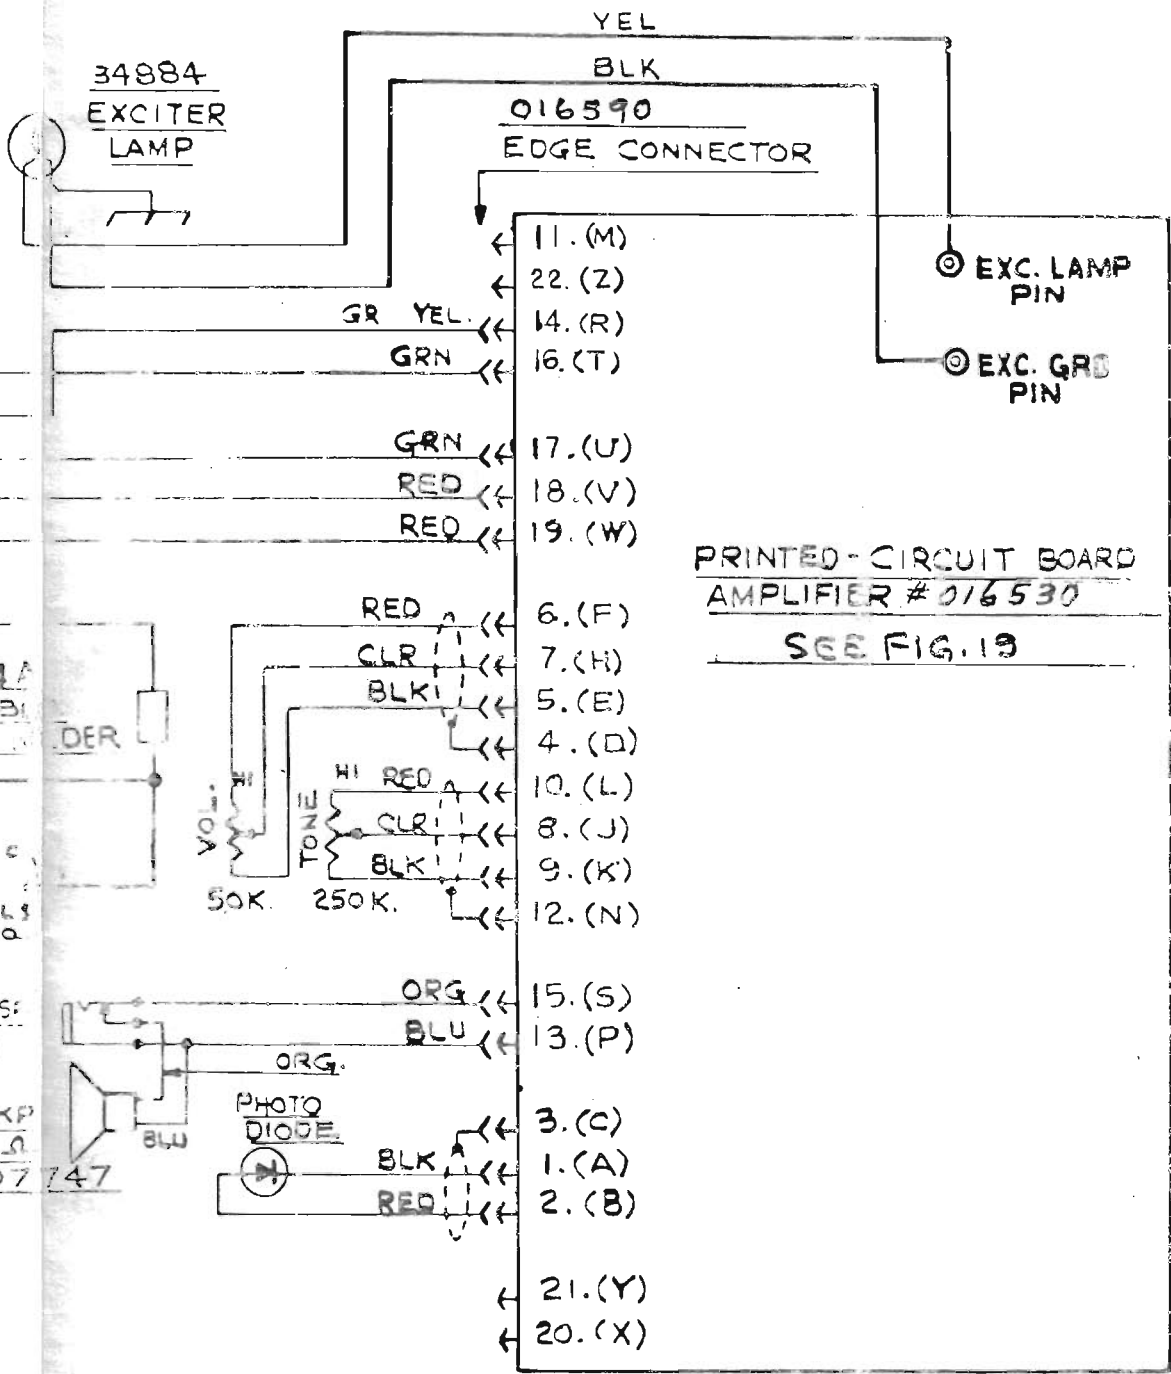 YEL
34884
EXCITER
LAMP
BLK
016590
EDGE CONNECTOR
11.(M)
22.(Z)
EXC. LAMP
PIN
GR YEL.
14.(R)
GRN
16.(T)
EXC. GRD
PIN
GRN
17.(U)
RED
18.(V)
RED
19.(W)
PRINTED-CIRCUIT BOARD
AMPLIFIER #016530
SEE FIG.19
RED
6.(F)
CLR
7.(H)
BLK
5.(E)
DER
4.(D)
HI
HI
RED
10.(L)
VOL.
TONE
CLR
8.(J)
BLK
9.(K)
50K.
250K.
12.(N)
ORG
15.(S)
BLU
13.(P)
ORG.
PHOTO
DIODE
3.(C)
BLU
BLK
1.(A)
747
RED
2.(B)
21.(Y)
20.(X)